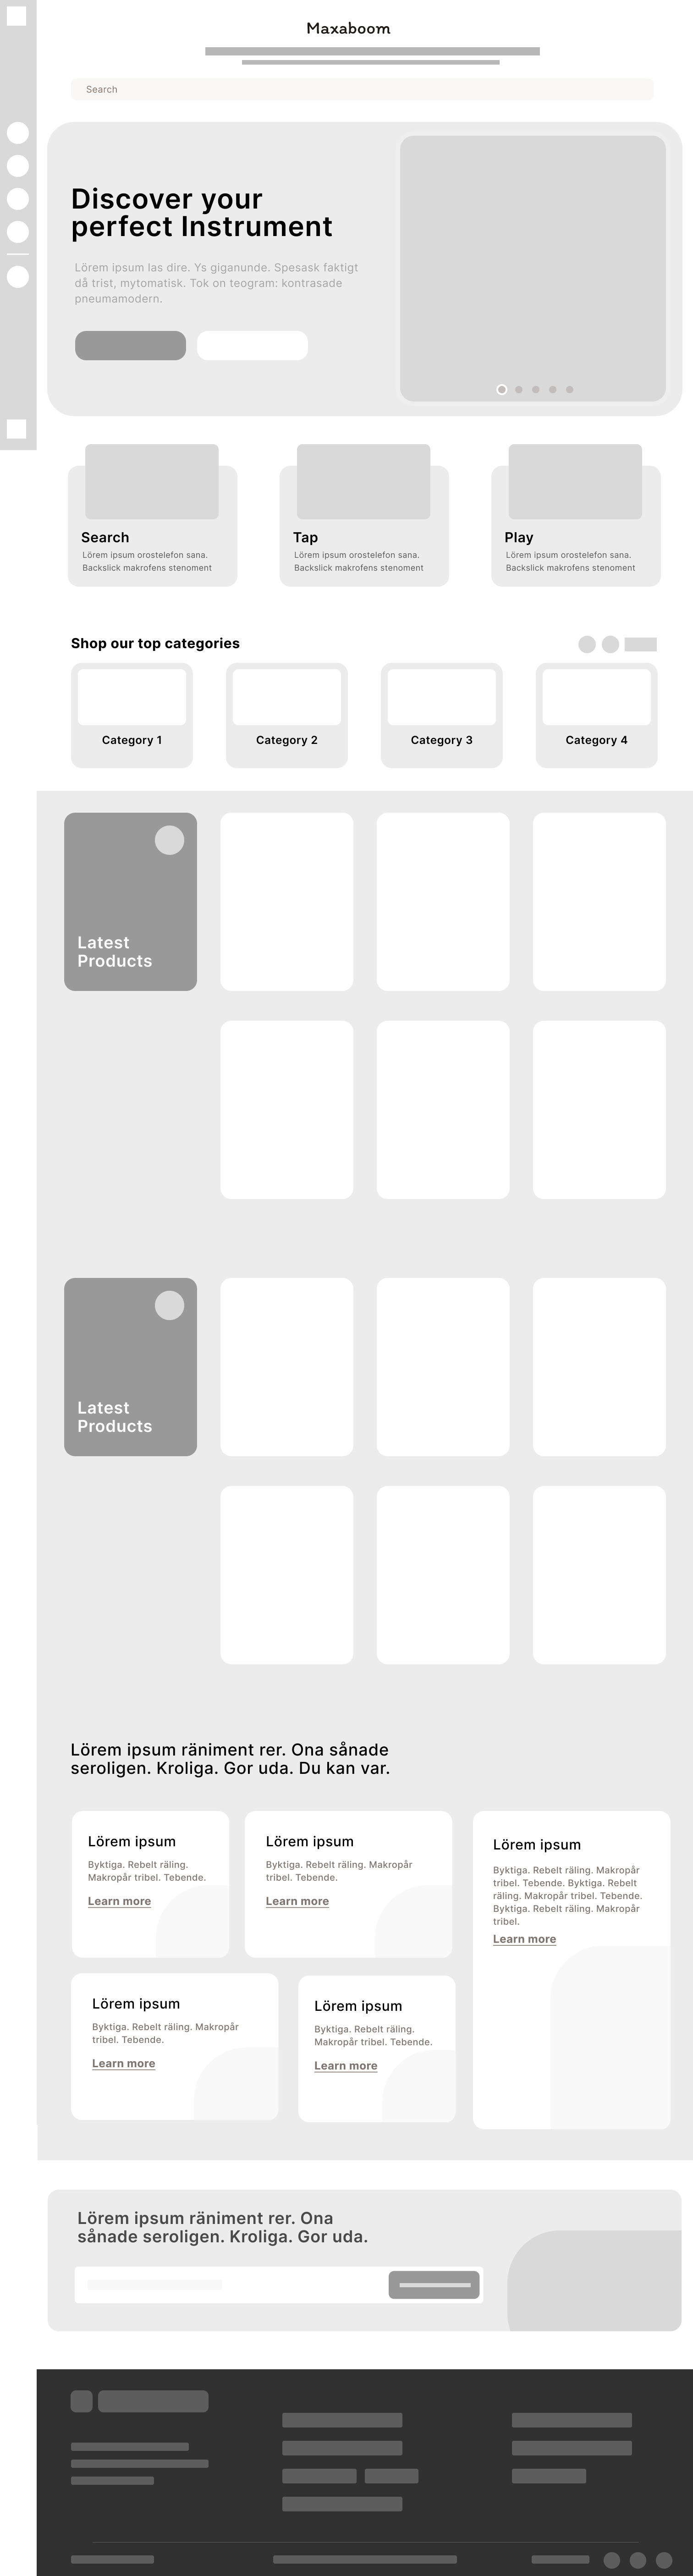 Maxaboom
Search
Discover your
perfect Instrument
Lörem ipsum las dire. Ys giganunde. Spesask faktigt
då trist, mytomatisk. Tok on teogram: kontrasade
pneumamodern.
Search
Lörem ipsum orostelefon sana.
Backslick makrofens stenoment
Tap
Lörem ipsum orostelefon sana.
Backslick makrofens stenoment
Play
Lörem ipsum orostelefon sana.
Backslick makrofens stenoment
Shop our top categories
Category 1
Category 2
Category 3
Category 4
Latest
Products
Latest
Products
Lörem ipsum räniment rer. Ona sånade
seroligen. Kroliga. Gor uda. Du kan var.
Lörem ipsum
Byktiga. Rebelt räling.
Makropår tribel. Tebende.
Learn more
Lörem ipsum
Byktiga. Rebelt räling. Makropår
tribel. Tebende.
Learn more
Lörem ipsum
Byktiga. Rebelt räling. Makropår
tribel. Tebende. Byktiga. Rebelt
räling. Makropår tribel. Tebende.
Byktiga. Rebelt räling. Makropår
tribel.
Learn more
Lörem ipsum
Byktiga. Rebelt räling. Makropår
tribel. Tebende.
Learn more
Lörem ipsum
Byktiga. Rebelt räling.
Makropår tribel. Tebende.
Learn more
Lörem ipsum räniment rer. Ona
sånade seroligen. Kroliga. Gor uda.